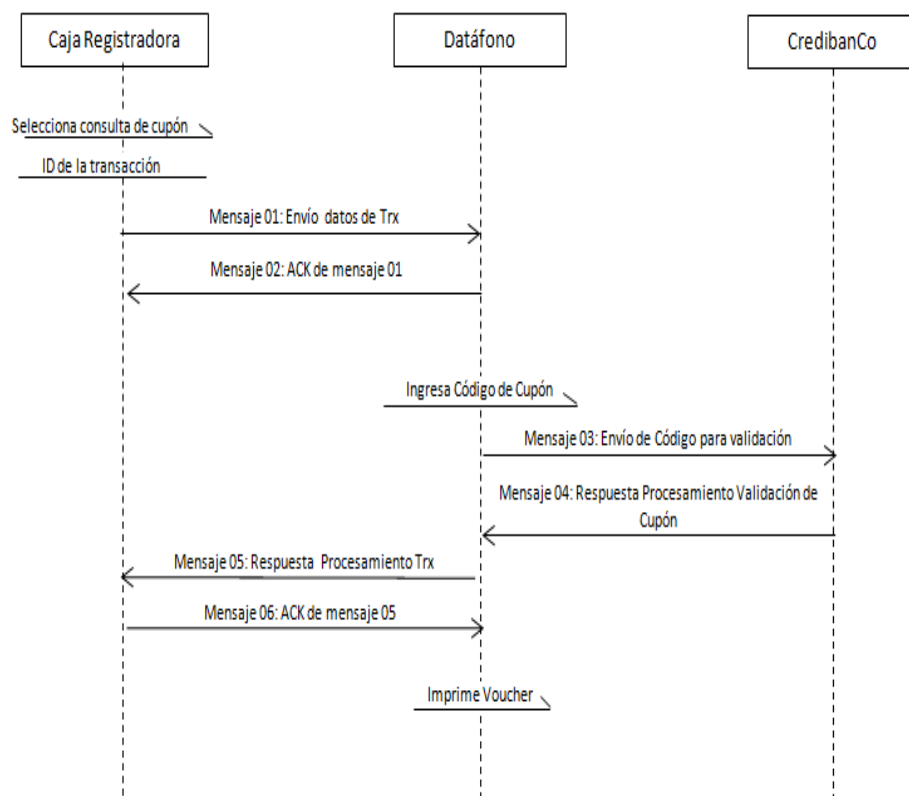 Caja Registradora
Datáfono
CredibanCo
Selecciona consulta de cupón
ID de la transacción
Mensaje 01: Envío datos de Trx
Mensaje 02: ACK de mensaje 01
Ingresa Código de Cupón
Mensaje 03: Envío de Código para validación
Mensaje 04: Respuesta Procesamiento Validación de
Cupón
Mensaje 05: Respuesta Procesamiento Trx
Mensaje 06: ACK de mensaje 05
Imprime Voucher